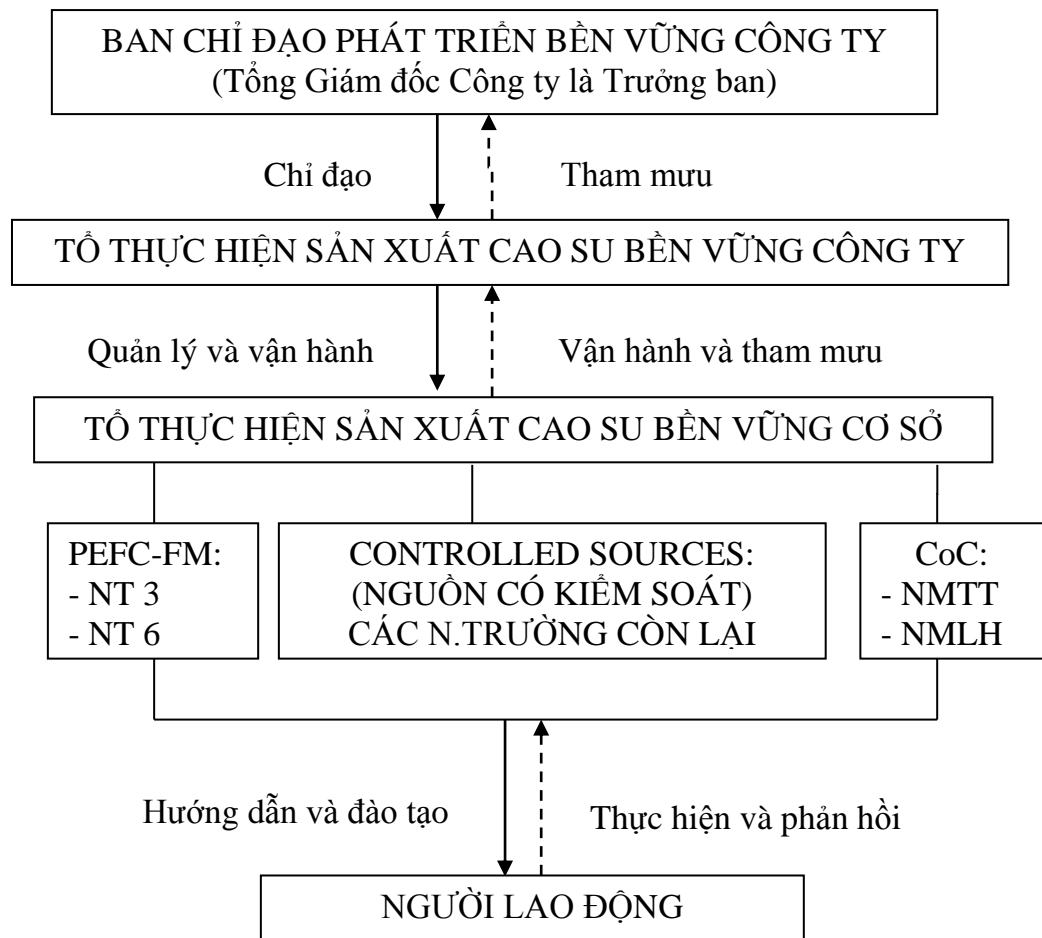 BAN CHỈ ĐẠO PHÁT TRIỂN BỀN VỮNG CÔNG TY
(Tổng Giám đốc Công ty là Trưởng ban)
Chỉ đạo
Tham mưu
TỔ THỰC HIỆN SẢN XUẤT CAO SU BỀN VỮNG CÔNG TY
Quản lý và vận hành
Vận hành và tham mưu
TỔ THỰC HIỆN SẢN XUẤT CAO SU BỀN VỮNG CƠ SỞ
PEFC-FM:
- NT 3
- NT 6
CONTROLLED SOURCES:
(NGUỒN CÓ KIỂM SOÁT)
CÁC N.TRƯỜNG CÒN LẠI
CoC:
- NMTT
- NMLH
Hướng dẫn và đào tạo
Thực hiện và phản hồi
NGƯỜI LAO ĐỘNG